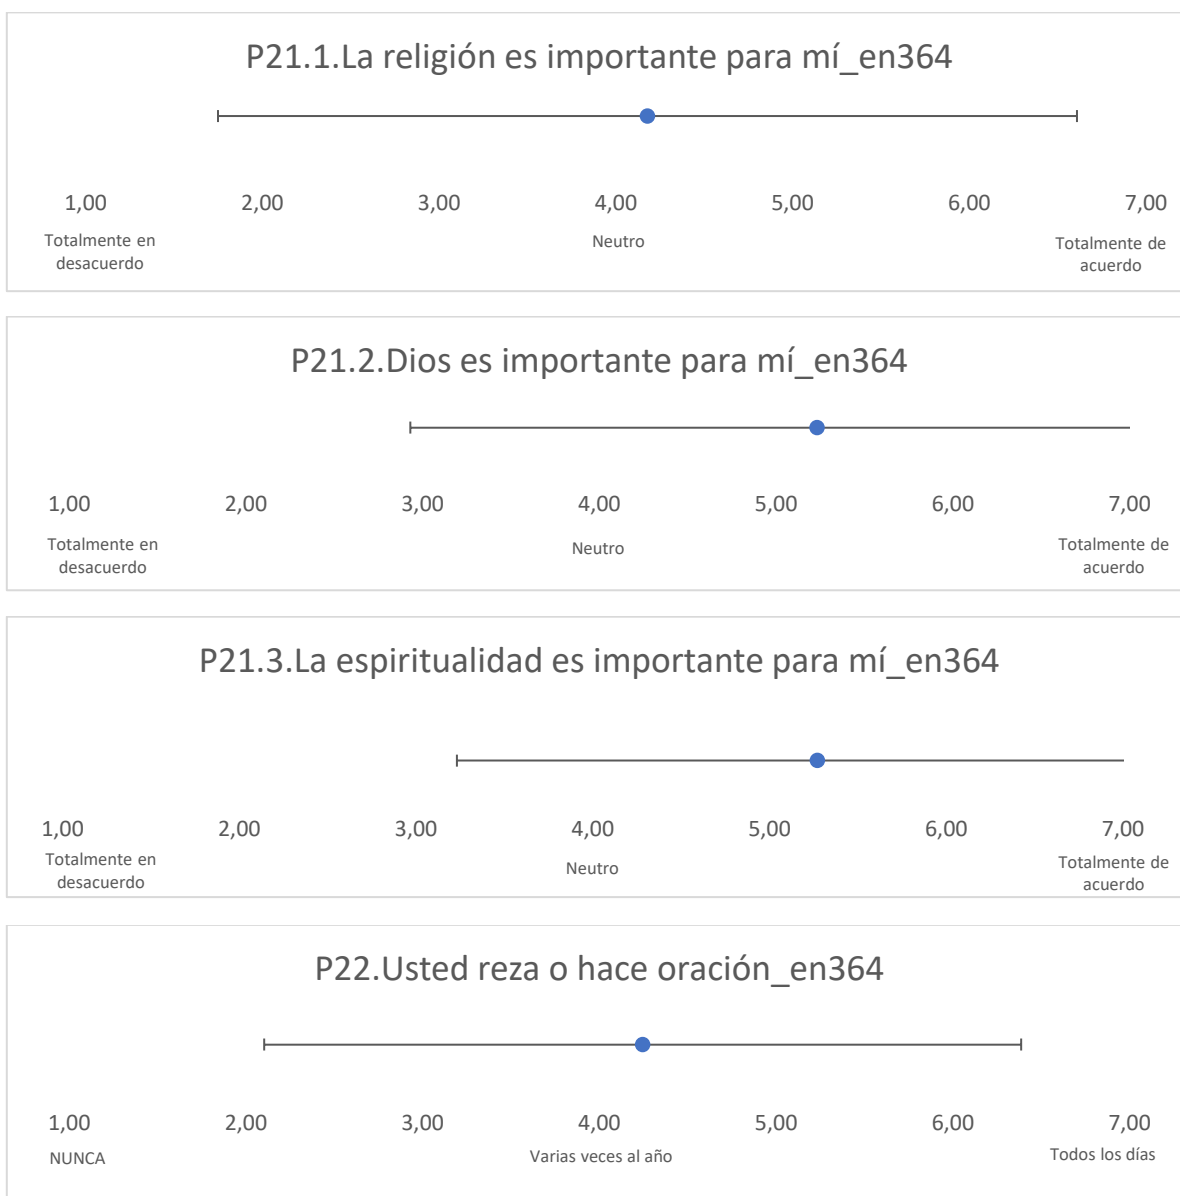 P21.1.La religión es importante para mí_en364
1,00 2,00 3,00 4,00 5,00 6,00 7,00
Totalmente en
desacuerdo
Neutro
Totalmente de
acuerdo
P21.2.Dios es importante para mí_en364
1,00 2,00 3,00 4,00 5,00 6,00 7,00
Totalmente en
desacuerdo
Neutro
Totalmente de
acuerdo
P21.3.La espiritualidad es importante para mí_en364
1,00 2,00 3,00 4,00 5,00 6,00 7,00
Totalmente en
desacuerdo
Neutro
Totalmente de
acuerdo
P22.Usted reza o hace oración_en364
1,00 2,00 3,00 4,00 5,00 6,00 7,00
NUNCA
Varias veces al año
Todos los días